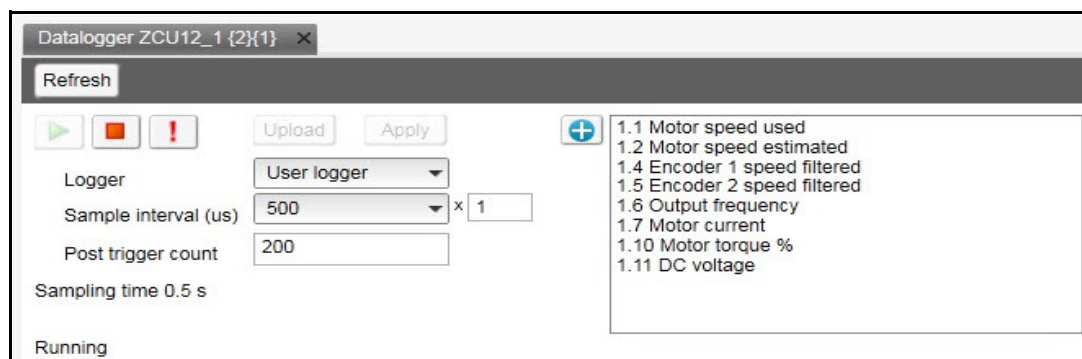 Datalogger ZCU12_1 {2}{1} ×
Refresh
Upload Apply
Logger User logger
Sample interval (us) 500 x 1
Post trigger count 200
Sampling time 0.5 s
Running
1.1 Motor speed used
1.2 Motor speed estimated
1.4 Encoder 1 speed filtered
1.5 Encoder 2 speed filtered
1.6 Output frequency
1.7 Motor current
1.10 Motor torque %
1.11 DC voltage